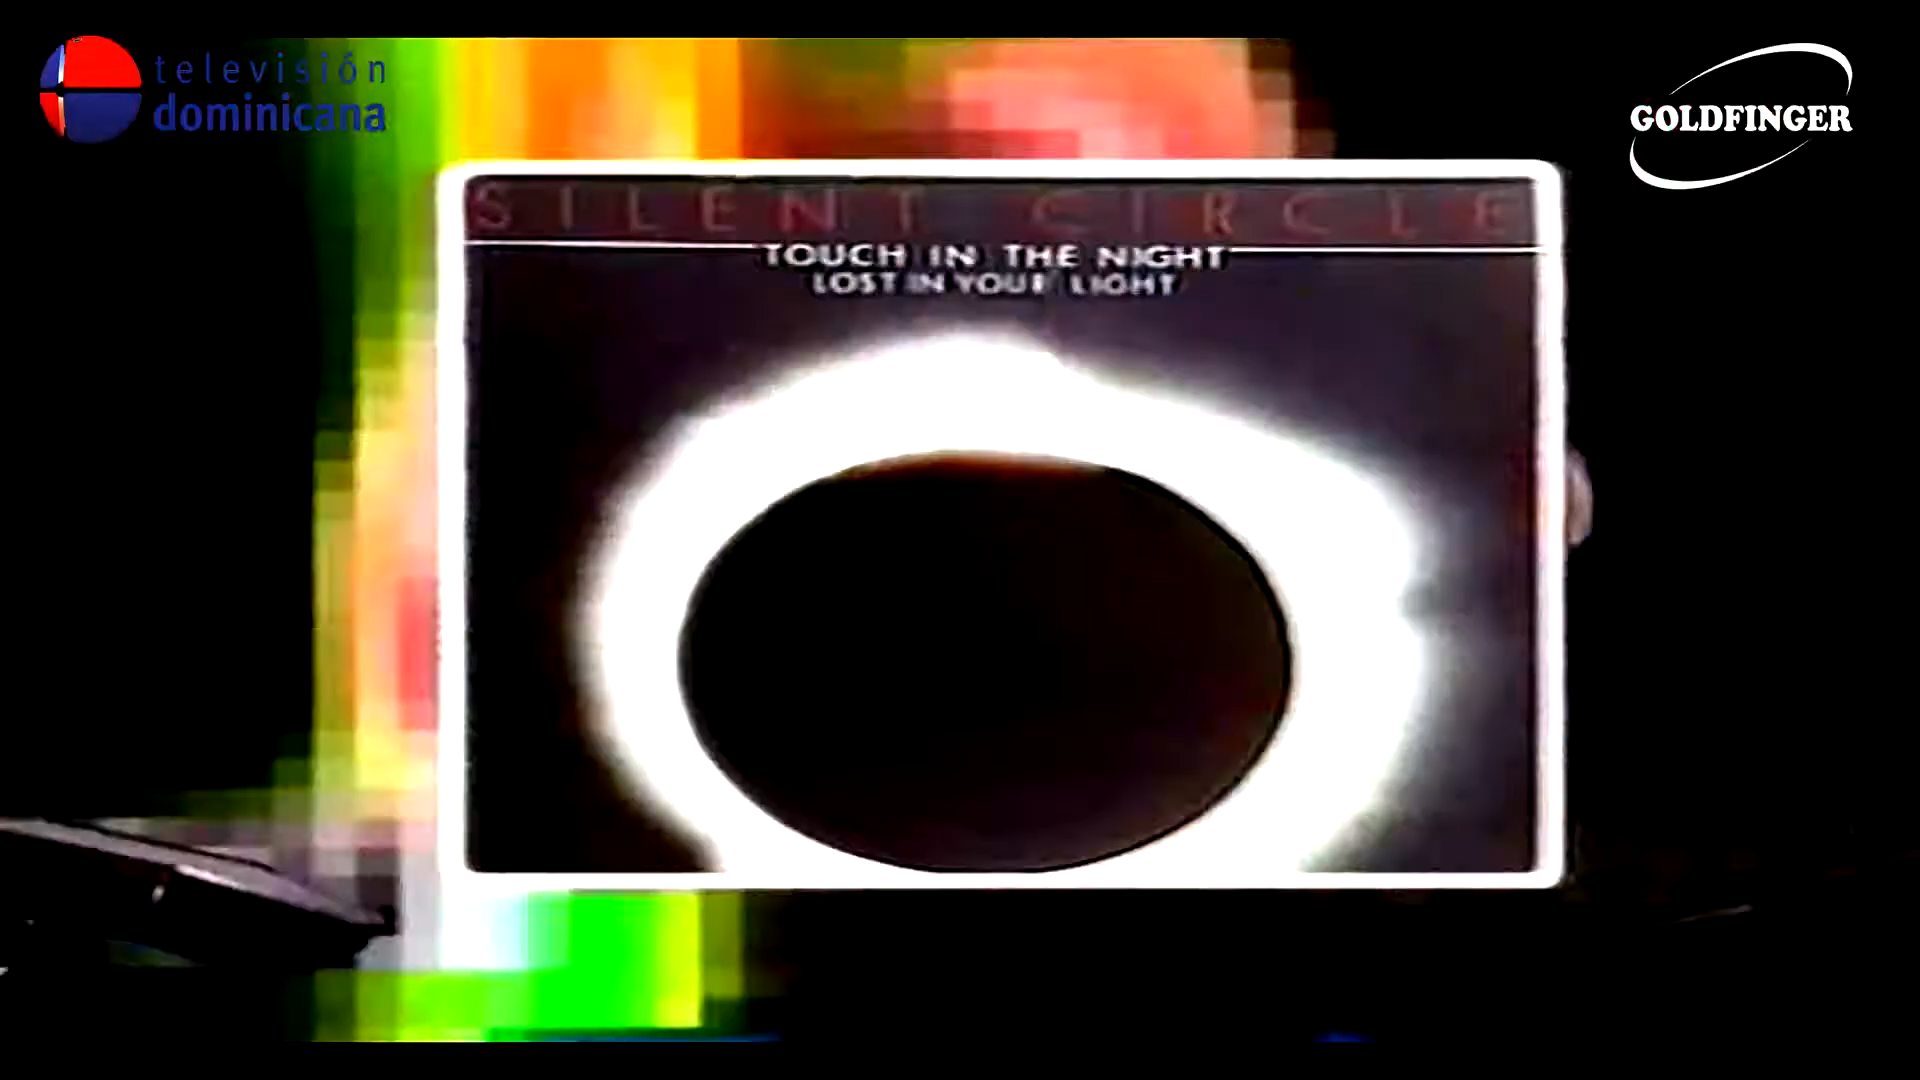 televisión
dominicana
GOLDFINGER
SILENT CIRCLE
TOUCH IN THE NIGHT
LOST IN YOUR LIGHT